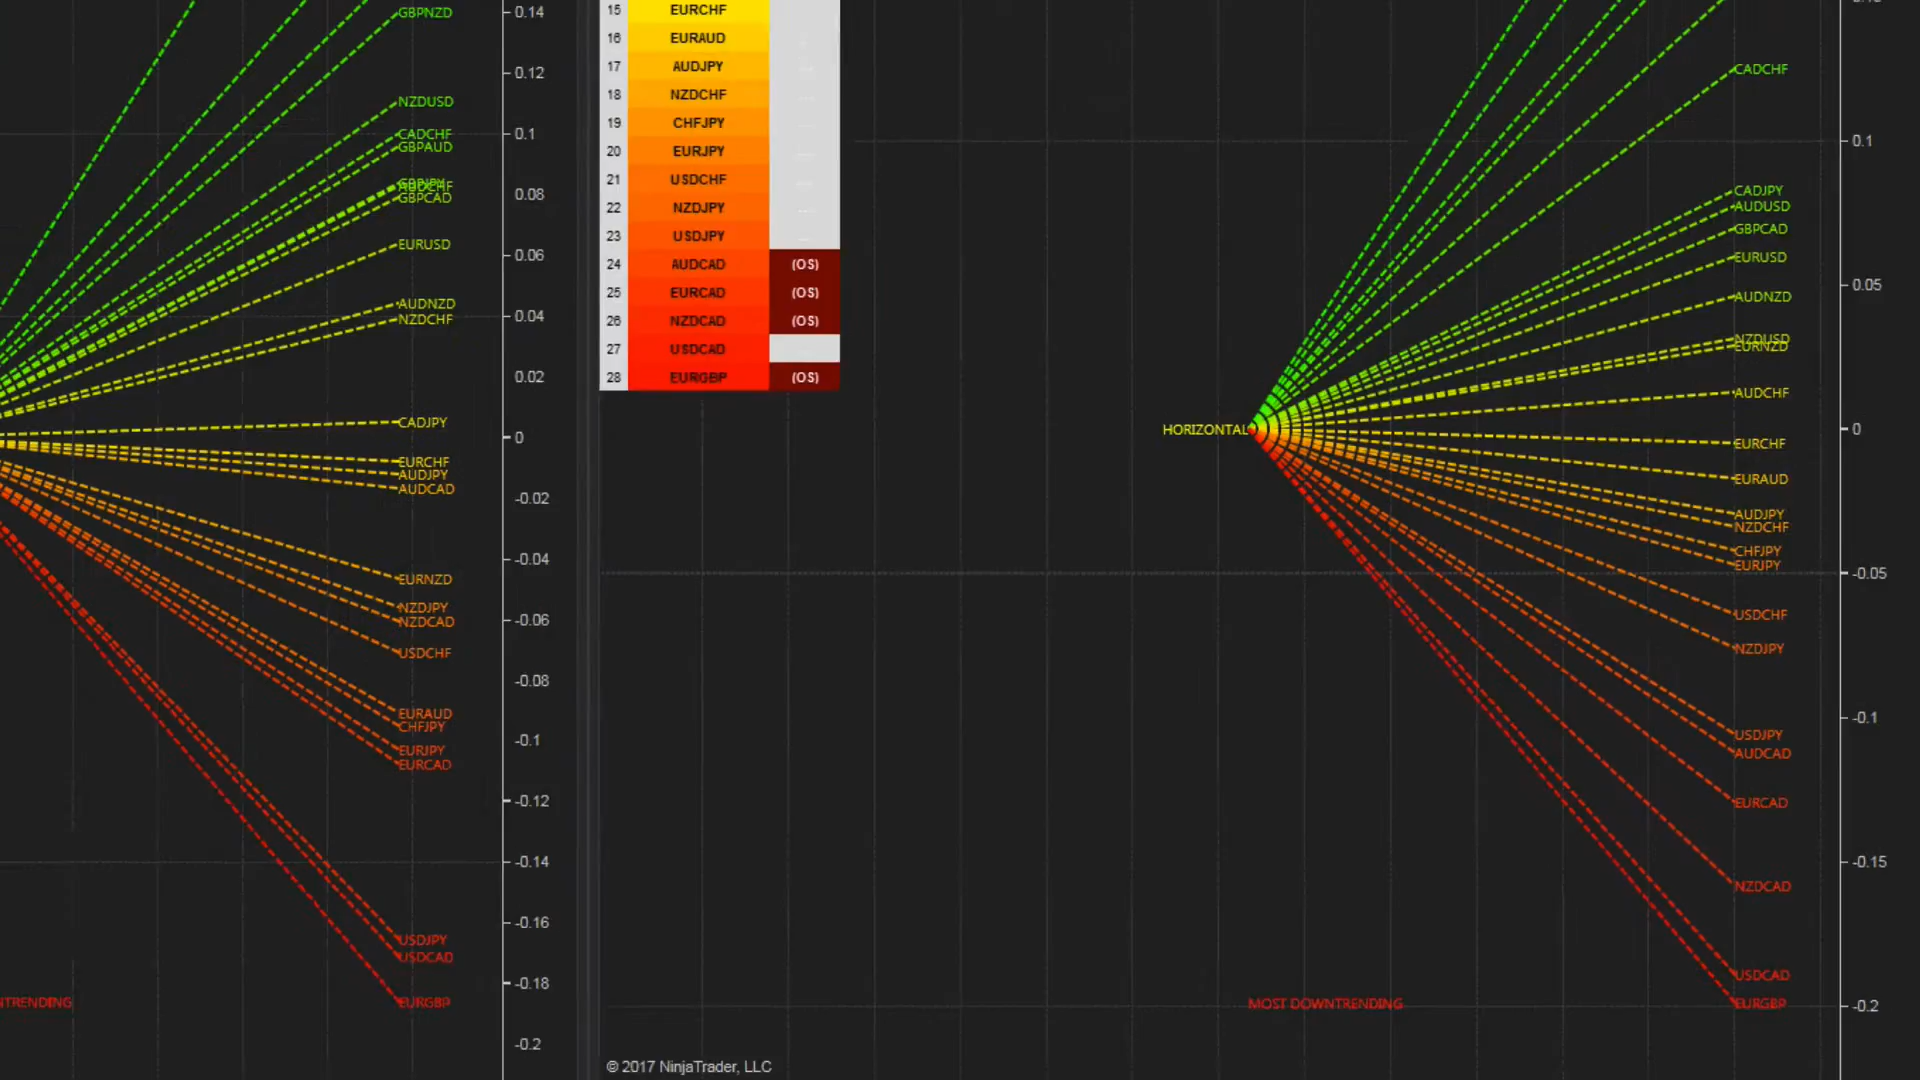 GBPNZD
NZDUSD
CADCHF
GBPAUD
AUDCHF
GBPCAD
EURUSD
AUDNZD
NZDCHF
CADJPY
EURCHF
AUDJPY
AUDCAD
EURNZD
NZDJPY
NZDCAD
USDCHF
EURAUD
CHFJPY
EURJPY
EURCAD
USDJPY
USDCAD
EURGBP
NTRENDING
0.14
0.12
0.1
0.08
0.06
0.04
0.02
0
-0.02
-0.04
-0.06
-0.08
-0.1
-0.12
-0.14
-0.16
-0.18
-0.2
15 EURCHF
16 EURAUD
17 AUDJPY
18 NZDCHF
19 CHFJPY
20 EURJPY
21 USDCHF
22 NZDJPY
23 USDJPY
24 AUDCAD (OS)
25 EURCAD (OS)
26 NZDCAD (OS)
27 USDCAD
28 EURGBP (OS)
HORIZONTAL
CADCHF
CADJPY
AUDUSD
GBPCAD
EURUSD
AUDNZD
NZDUSD
EURNZD
AUDCHF
EURCHF
EURAUD
AUDJPY
NZDCHF
CHFJPY
EURJPY
USDCHF
NZDJPY
USDJPY
AUDCAD
EURCAD
NZDCAD
USDCAD
EURGBP
MOST DOWNTRENDING
0.1
0.05
0
-0.05
-0.1
-0.15
-0.2
© 2017 NinjaTrader, LLC